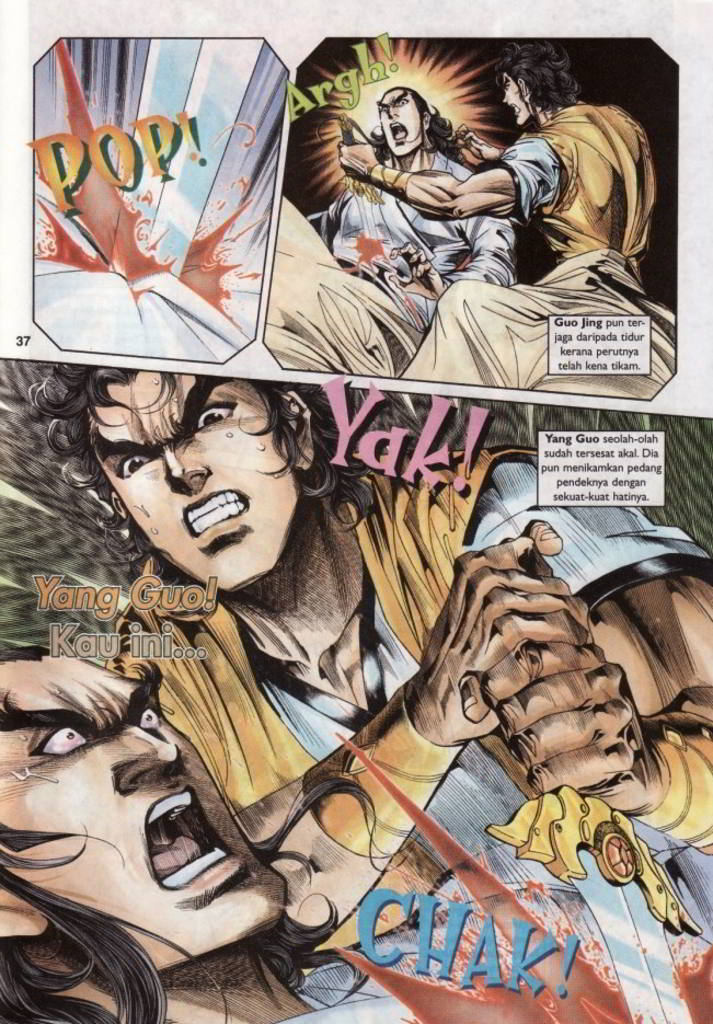 POP!
Argh!
Guo Jing pun ter-
jaga daripada tidur
kerana perutnya
telah kena tikam.
37
Yak!
Yang Guo seolah-olah
sudah tersesat akal. Dia
pun menikamkan pedang
pendeknya dengan
sekuat-kuat hatinya.
Yang Guo!
Kau ini...
CHAK!